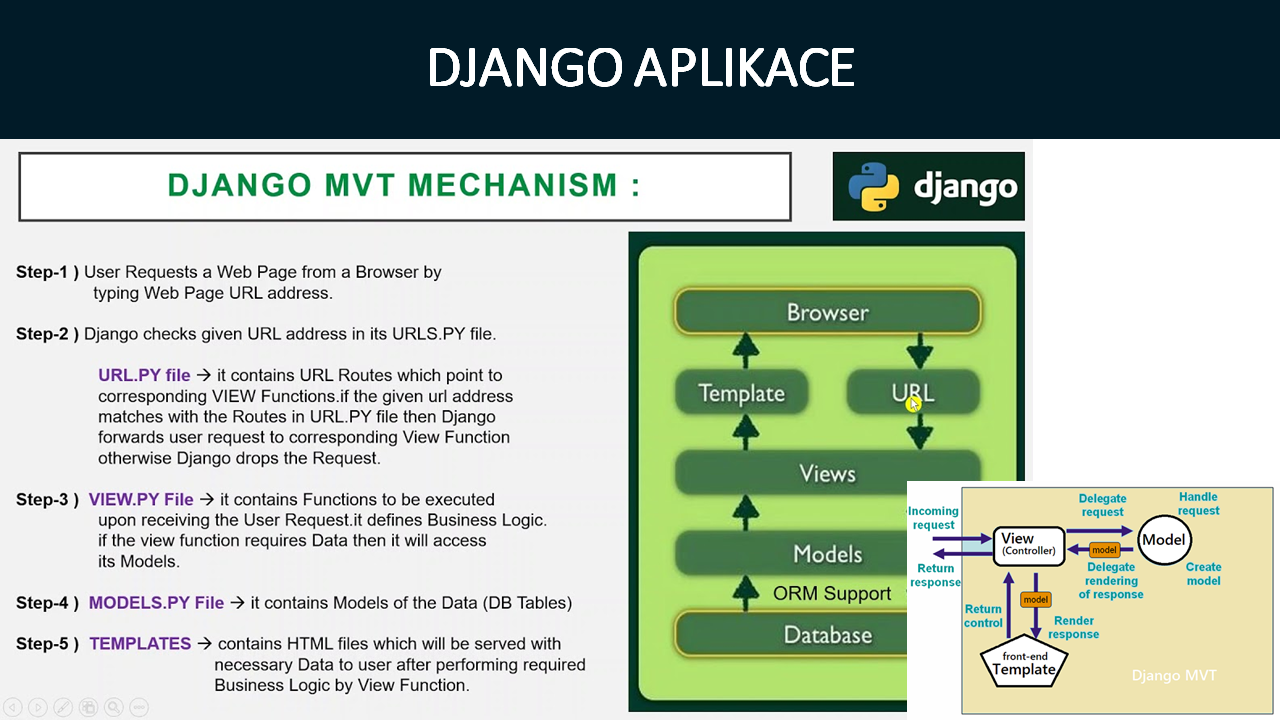 DJANGO APLIKACE
DJANGO MVT MECHANISM :
django
Step-1 ) User Requests a Web Page from a Browser by
typing Web Page URL address.
Step-2 ) Django checks given URL address in its URLS.PY file.
URL.PY file → it contains URL Routes which point to
corresponding VIEW Functions.if the given url address
matches with the Routes in URL.PY file then Django
forwards user request to corresponding View Function
otherwise Django drops the Request.
Step-3 ) VIEW.PY File → it contains Functions to be executed
upon receiving the User Request.it defines Business Logic.
if the view function requires Data then it will access
its Models.
Step-4 ) MODELS.PY File → it contains Models of the Data (DB Tables)
Step-5 ) TEMPLATES → contains HTML files which will be served with
necessary Data to user after performing required
Business Logic by View Function.
Browser
Template
URL
Views
Models
ORM Support
Database
Incoming
request
Return
response
View
(Controller)
Delegate
request
Handle
request
Model
model
Delegate
rendering
of response
Create
model
Return
control
model
Render
response
front-end
Template
Django MVT